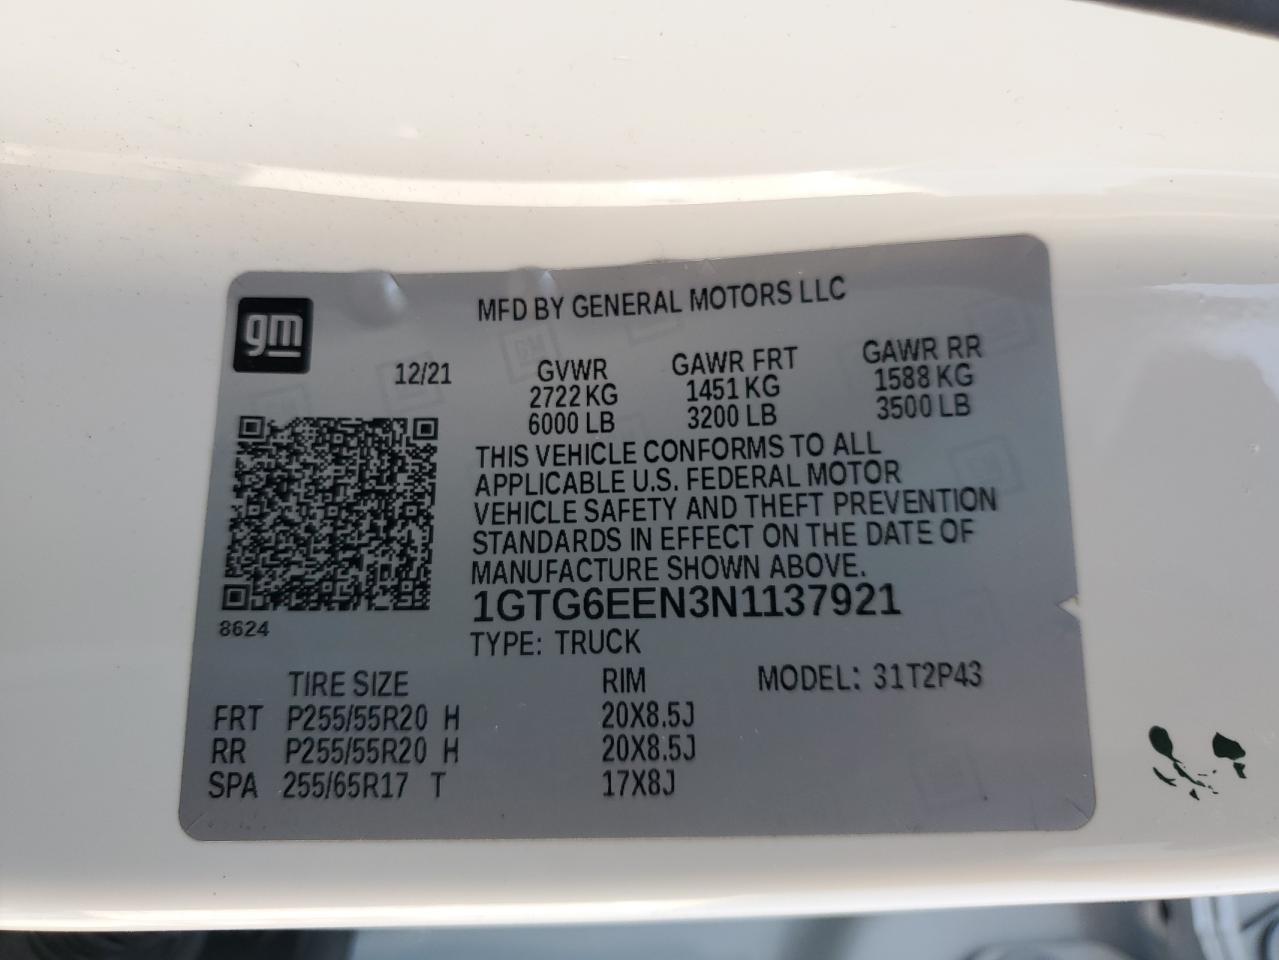 gm
MFD BY GENERAL MOTORS LLC
12/21 GVWR GAWR FRT GAWR RR
2722 KG 1451 KG 1588 KG
6000 LB 3200 LB 3500 LB
THIS VEHICLE CONFORMS TO ALL
APPLICABLE U.S. FEDERAL MOTOR
VEHICLE SAFETY AND THEFT PREVENTION
STANDARDS IN EFFECT ON THE DATE OF
MANUFACTURE SHOWN ABOVE.
1GTG6EEN3N1137921
8624
TYPE: TRUCK
TIRE SIZE RIM MODEL: 31T2P43
FRT P255/55R20 H 20X8.5J
RR P255/55R20 H 20X8.5J
SPA 255/65R17 T 17X8J